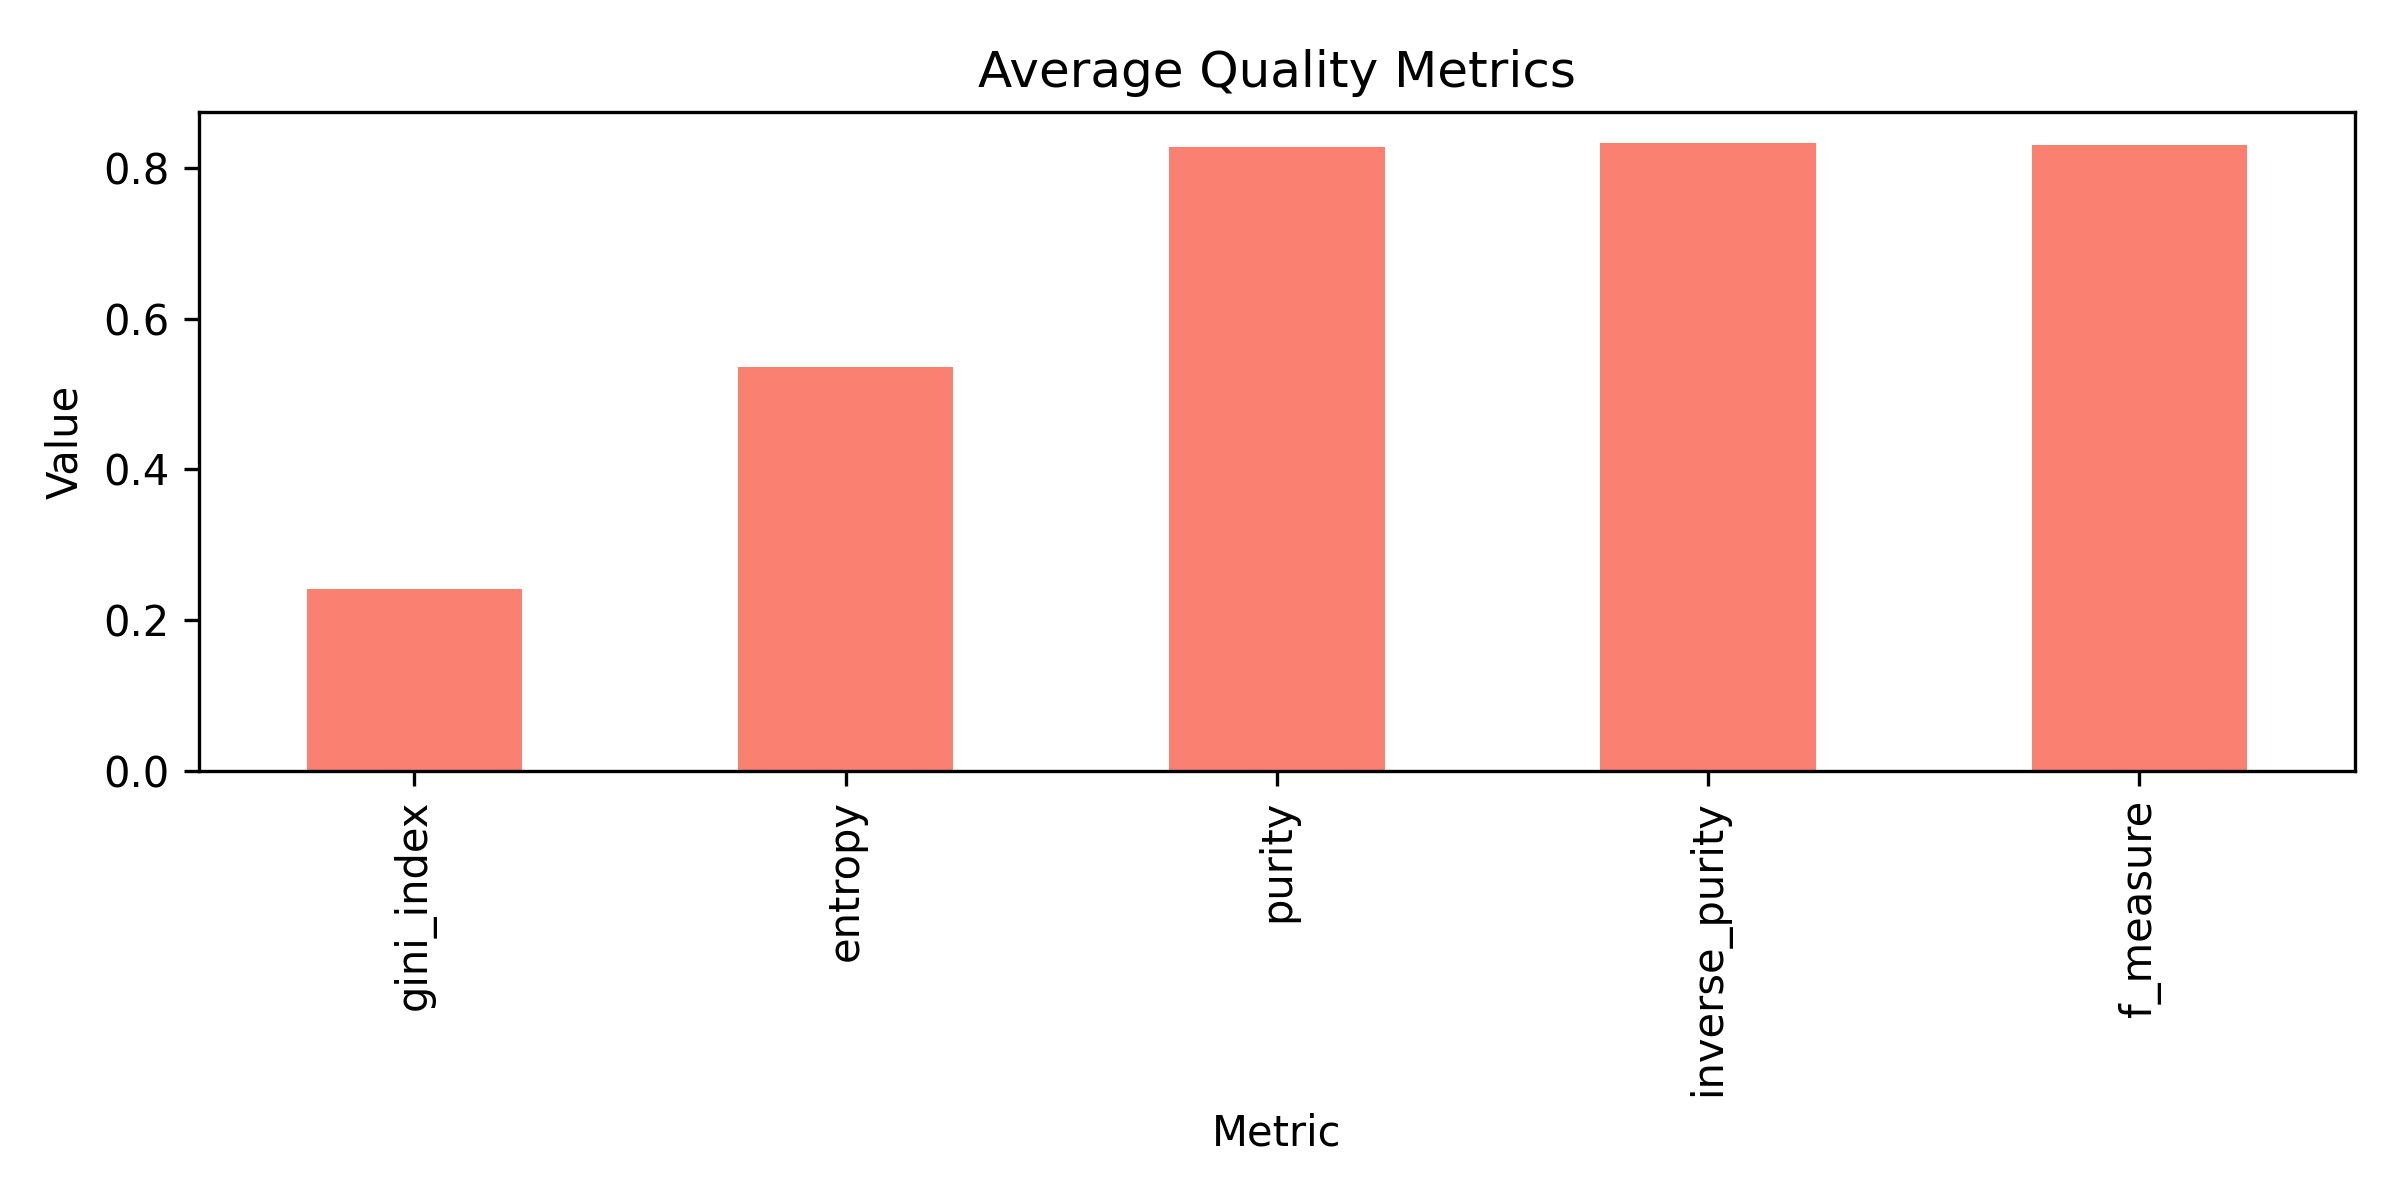 Average Quality Metrics
Value
0.8
0.6
0.4
0.2
0.0
gini_index
entropy
purity
inverse_purity
f_measure
Metric